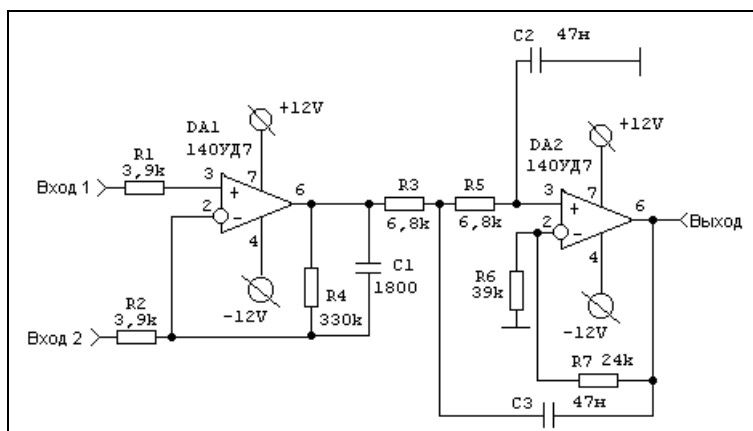 C2
47н
+12V
DA1
140УД7
+12V
DA2
140УД7
R1
3,9k
Вход 1
3
7
+
6
2
−
4
R3
6,8k
R5
6,8k
3
7
+
6
2
−
4
Выход
C1
1800
R6
39k
R2
3,9k
-12V
R4
330k
-12V
Вход 2
R7 24k
C3
47н